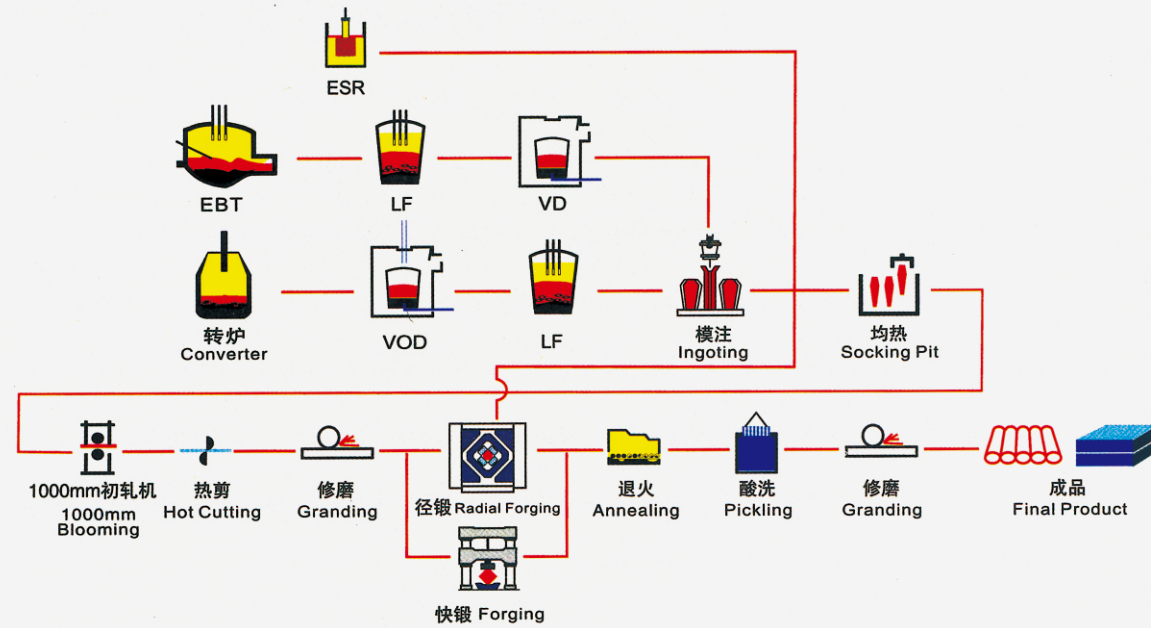 ESR
EBT
LF
VD
转炉
Converter
VOD
LF
模注
Ingoting
均热
Socking Pit
1000mm初轧机
1000mm
Blooming
热剪
Hot Cutting
修磨
Granding
径锻 Radial Forging
快锻 Forging
退火
Annealing
酸洗
Pickling
修磨
Granding
成品
Final Product